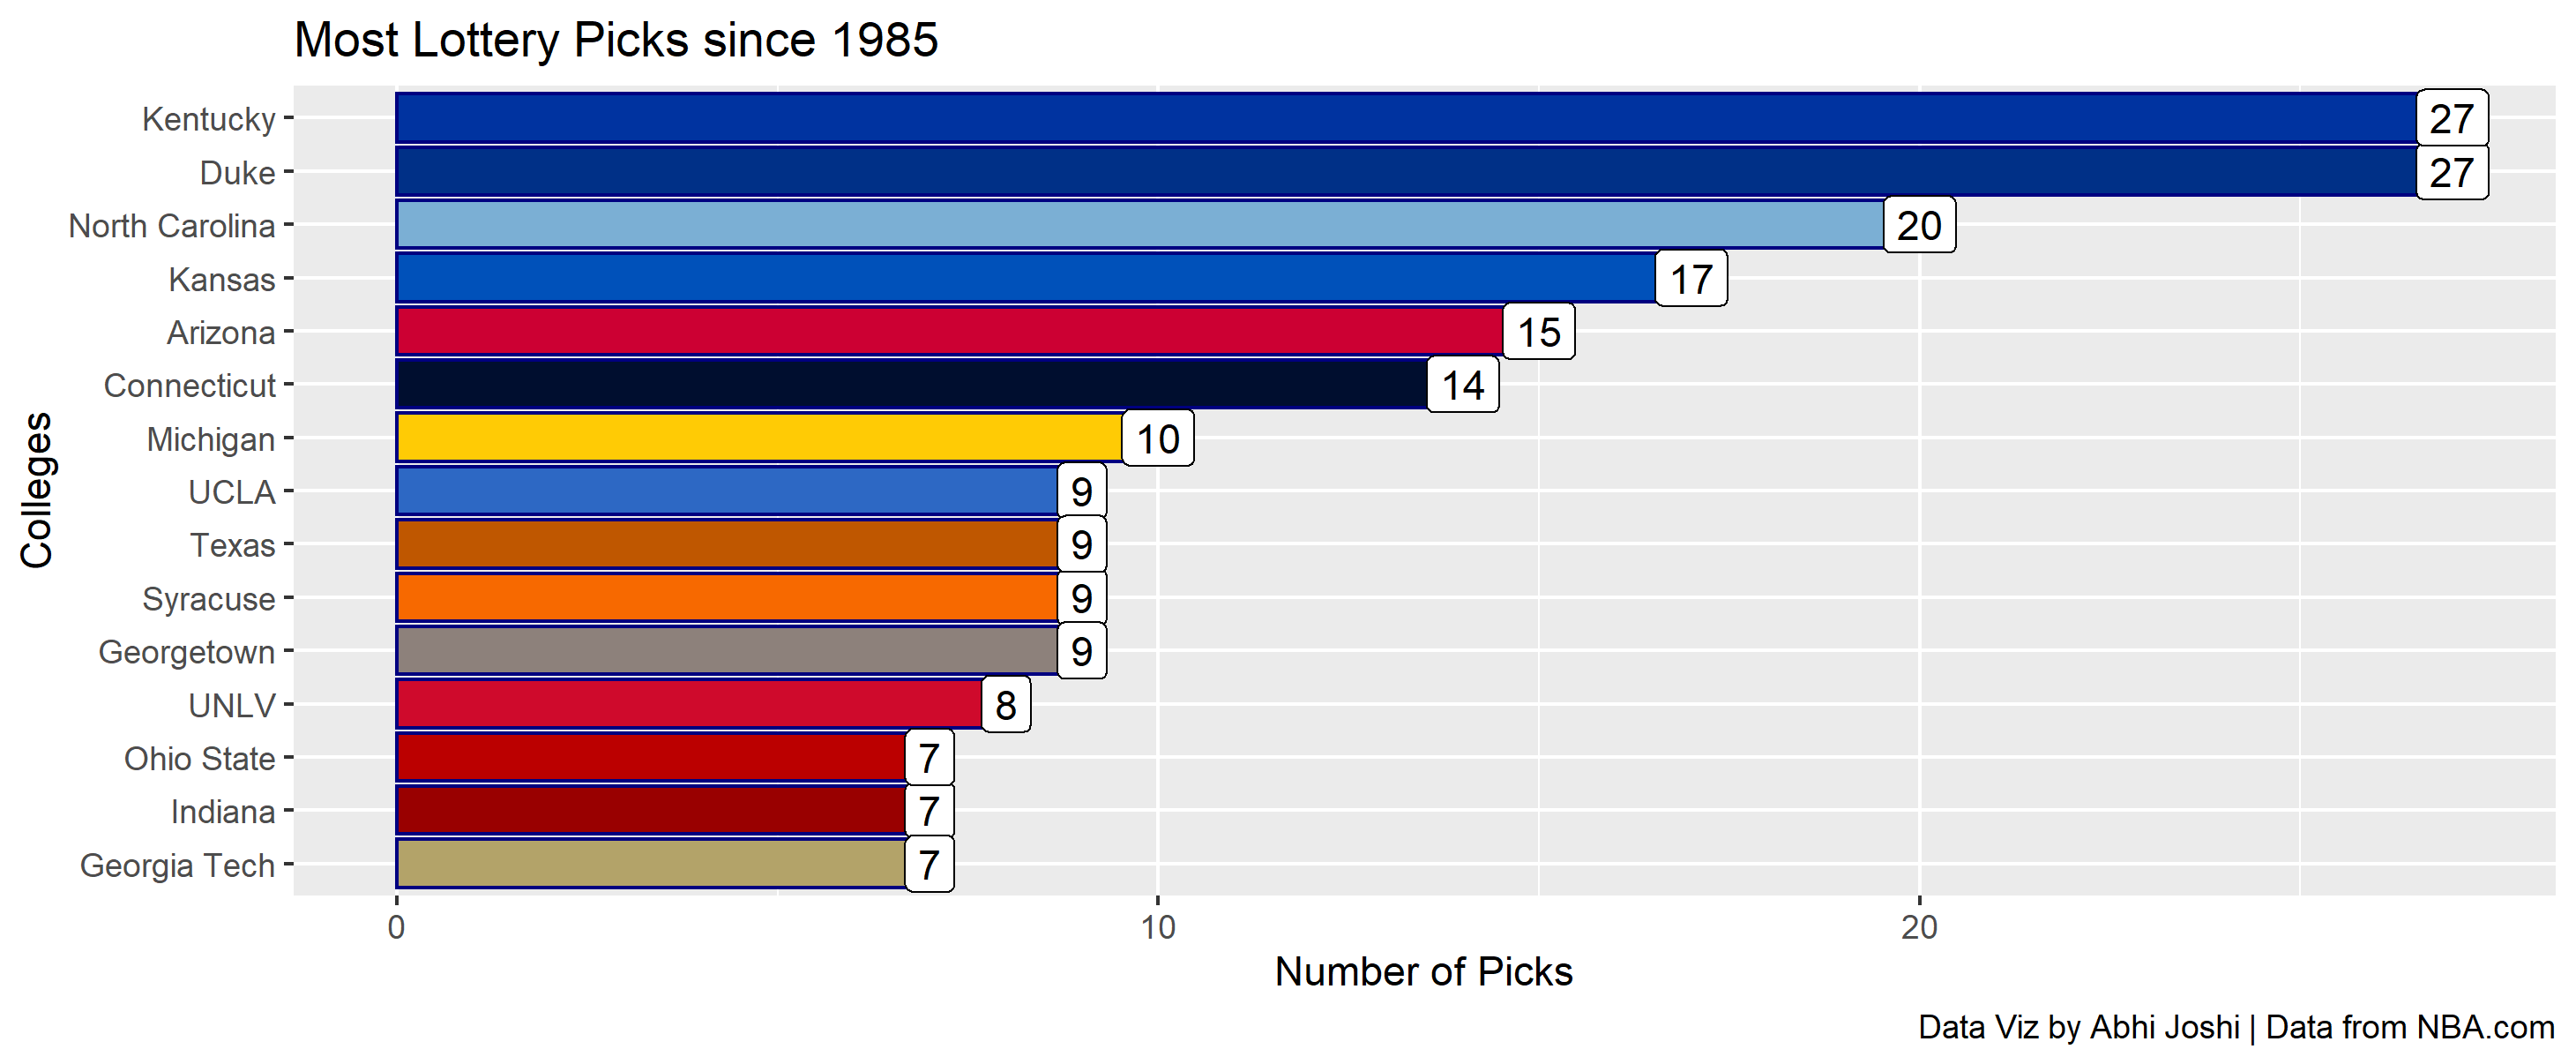 Most Lottery Picks since 1985
Colleges
Kentucky 27
Duke 27
North Carolina 20
Kansas 17
Arizona 15
Connecticut 14
Michigan 10
UCLA 9
Texas 9
Syracuse 9
Georgetown 9
UNLV 8
Ohio State 7
Indiana 7
Georgia Tech 7
0 10 20
Number of Picks
Data Viz by Abhi Joshi | Data from NBA.com